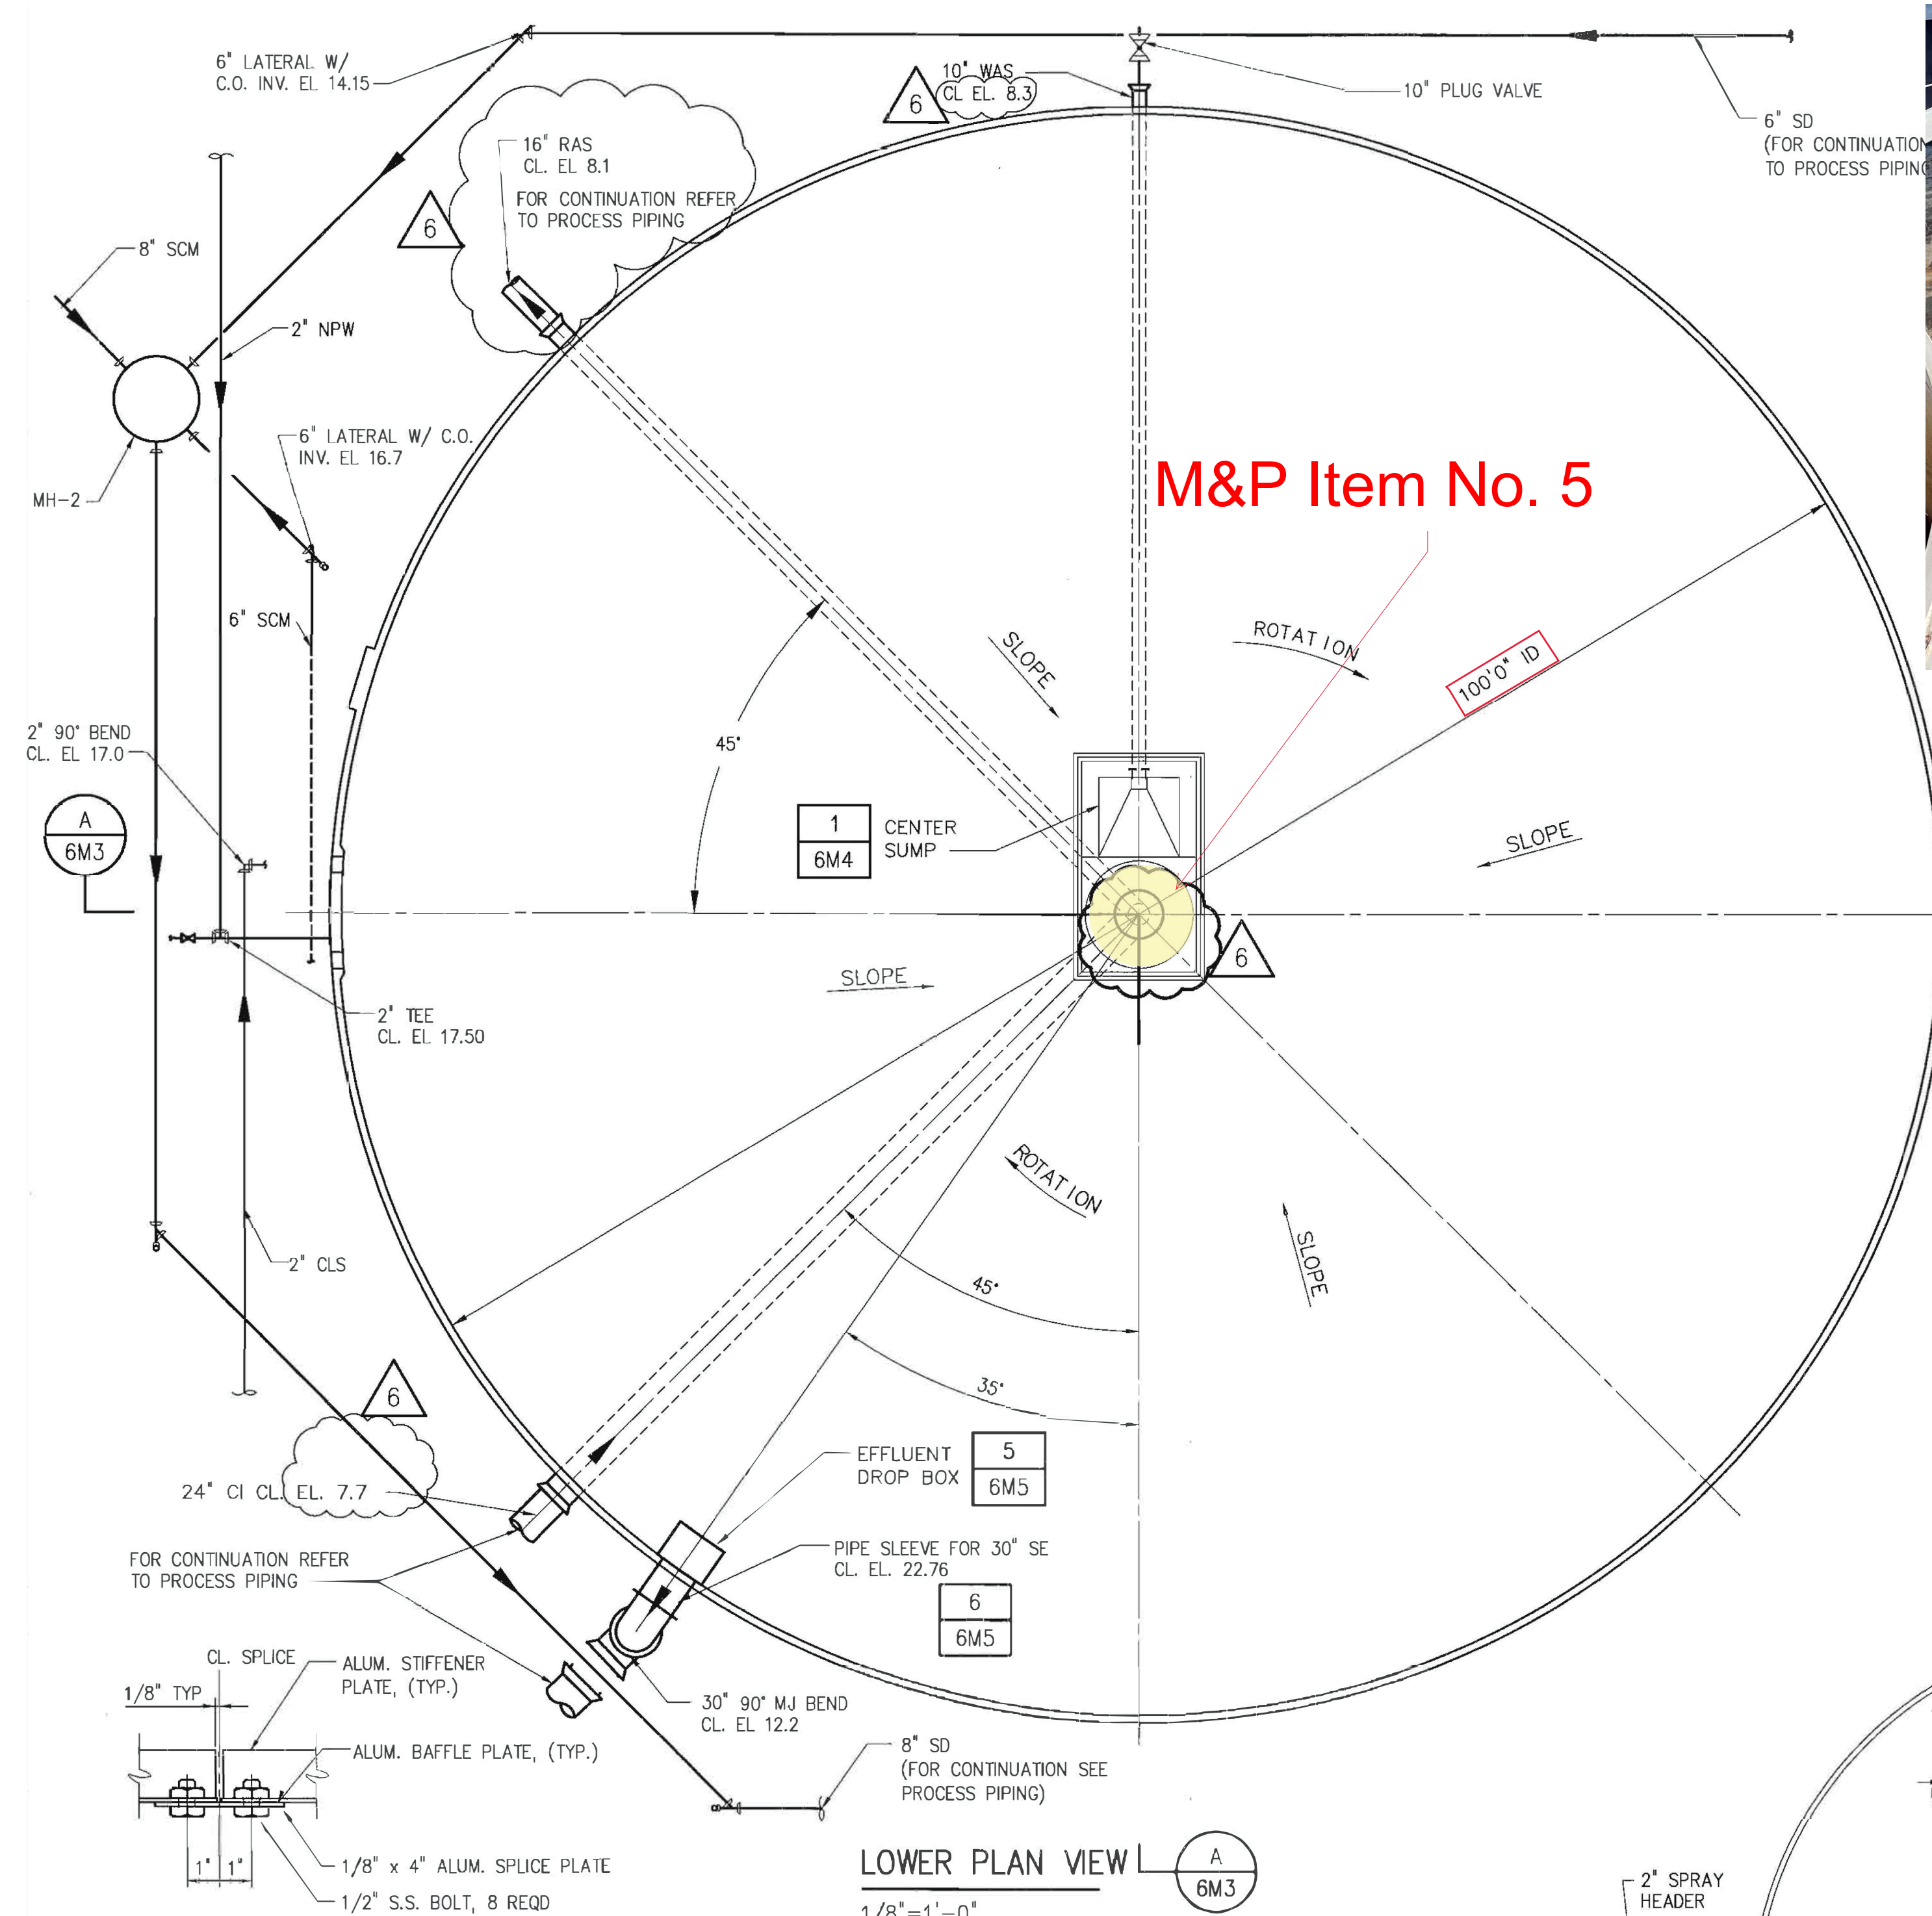 6" LATERAL W/
C.O. INV. EL 14.15
16" RAS
CL. EL 8.1
FOR CONTINUATION REFER
TO PROCESS PIPING
6
10" WAS
CL EL. 8.3
6
10" PLUG VALVE
6" SD
(FOR CONTINUATION
TO PROCESS PIPING
8" SCM
2" NPW
6" LATERAL W/ C.O.
INV. EL 16.7
MH-2
6" SCM
M&P Item No. 5
SLOPE
ROTATION
100'0" ID
45°
2" 90° BEND
CL. EL 17.0
A
6M3
1
6M4
CENTER
SUMP
SLOPE
6
SLOPE
2" TEE
CL. EL 17.50
ROTATION
SLOPE
2" CLS
45°
35°
6
24" CI CL. EL. 7.7
EFFLUENT
DROP BOX
5
6M5
FOR CONTINUATION REFER
TO PROCESS PIPING
PIPE SLEEVE FOR 30" SE
CL. EL. 22.76
6
6M5
CL. SPLICE
ALUM. STIFFENER
PLATE, (TYP.)
1/8" TYP
30" 90° MJ BEND
CL. EL 12.2
ALUM. BAFFLE PLATE, (TYP.)
8" SD
(FOR CONTINUATION SEE
PROCESS PIPING)
1" 1"
1/8" x 4" ALUM. SPLICE PLATE
1/2" S.S. BOLT, 8 REQD
LOWER PLAN VIEW
A
6M3
1/8"=1'-0"
2" SPRAY
HEADER